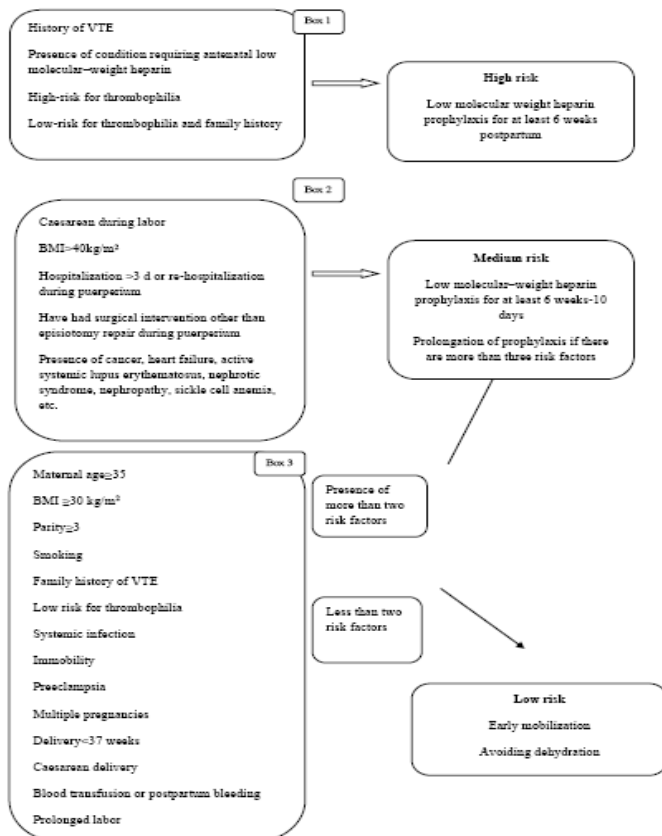 Box 1
History of VTE
Presence of condition requiring antenatal low
molecular–weight heparin
High-risk for thrombophilia
Low-risk for thrombophilia and family history
High risk
Low molecular weight heparin
prophylaxis for at least 6 weeks
postpartum
Box 2
Caesarean during labor
BMI>40kg/m²
Hospitalization >3 d or re-hospitalization
during puerperium
Have had surgical intervention other than
episiotomy repair during puerperium
Presence of cancer, heart failure, active
systemic lupus erythematosus, nephrotic
syndrome, nephropathy, sickle cell anemia,
etc.
Medium risk
Low molecular–weight heparin
prophylaxis for at least 6 weeks-10
days
Prolongation of prophylaxis if there
are more than three risk factors
Box 3
Maternal age≥35
BMI ≥30 kg/m²
Parity≥3
Smoking
Family history of VTE
Low risk for thrombophilia
Systemic infection
Immobility
Preeclampsia
Multiple pregnancies
Delivery<37 weeks
Caesarean delivery
Blood transfusion or postpartum bleeding
Prolonged labor
Presence of
more than two
risk factors
Less than two
risk factors
Low risk
Early mobilization
Avoiding dehydration